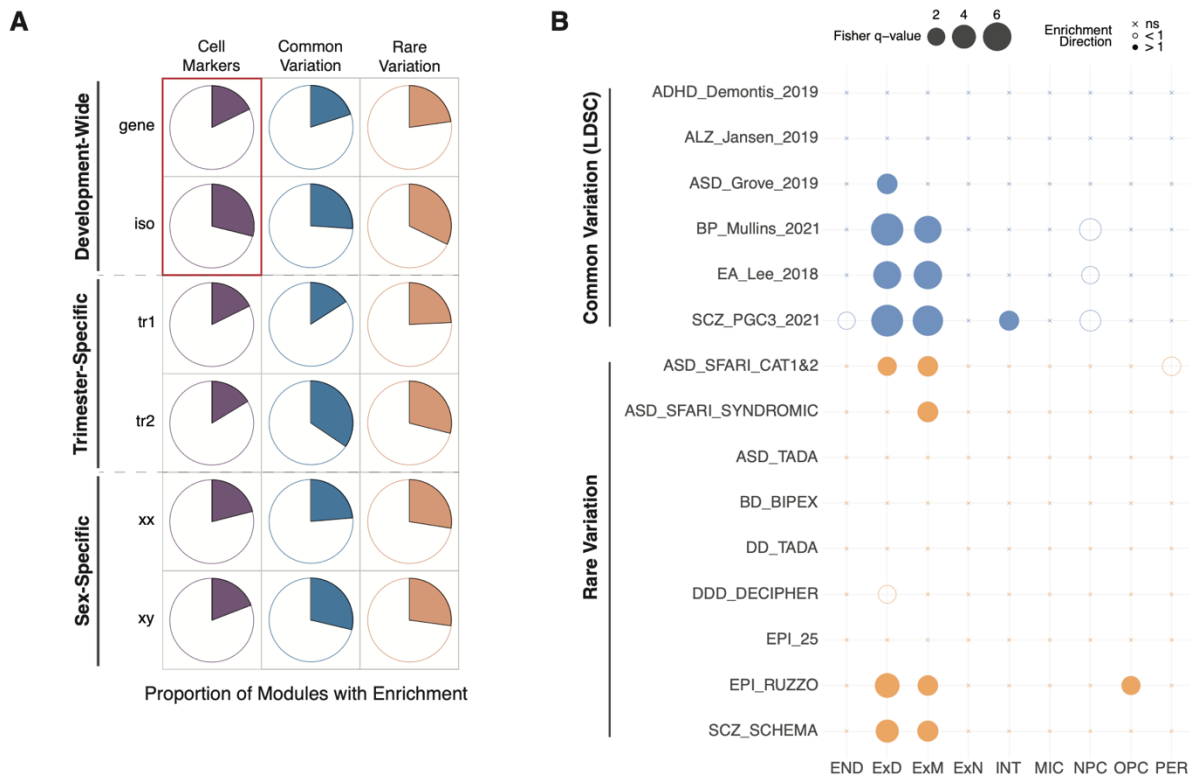 A
Cell
Markers
Common
Variation
Rare
Variation
Development-Wide
gene
iso
Trimester-Specific
tr1
tr2
Sex-Specific
xx
xy
Proportion of Modules with Enrichment
B
Fisher q-value
2
4
6
Enrichment
Direction
× ns
< 1
> 1
Common Variation (LDSC)
ADHD_Demontis_2019
ALZ_Jansen_2019
ASD_Grove_2019
BP_Mullins_2021
EA_Lee_2018
SCZ_PGC3_2021
Rare Variation
ASD_SFARI_CAT1&2
ASD_SFARI_SYNDROMIC
ASD_TADA
BD_BIPEX
DD_TADA
DDD_DECIPHER
EPI_25
EPI_RUZZO
SCZ_SCHEMA
END ExD ExM ExN INT MIC NPC OPC PER